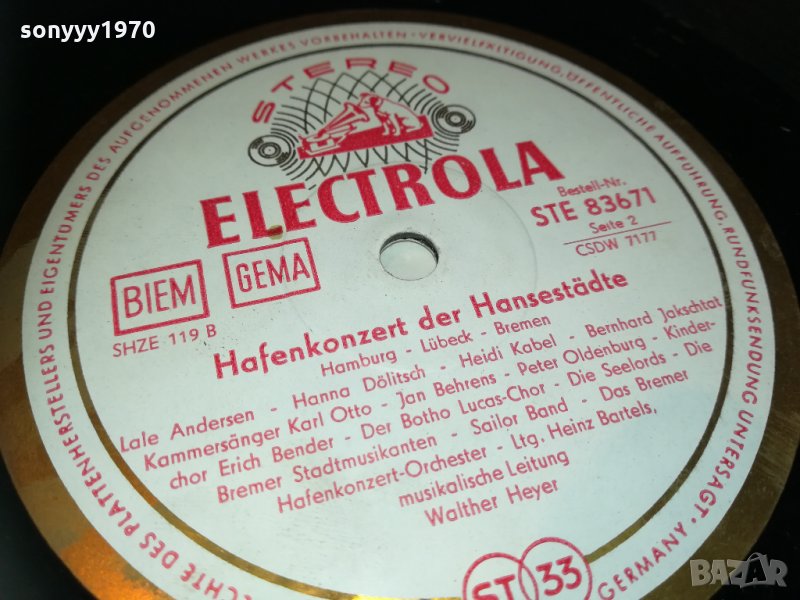 sonyyy1970
ECHTE DES PLATTENHERSTELLERS UND EIGENTÜMERS DES AUFGENOMMENEN WERKES VORBEHALTEN · VERVIELFÄLTIGUNG, ÖFFENTLICHE AUFFÜHRUNG, RUNDFUNKSENDUNG UNTERSAGT ·
GERMANY
STEREO
ELECTROLA
Bestell-Nr.
STE 83671
Seite 2
CSDW 7177
BIEM
GEMA
SHZE 119 B
Hafenkonzert der Hansestädte
Hamburg - Lübeck - Bremen
Lale Andersen - Hanna Dölitsch - Heidi Kabel - Bernhard Jakschtat
Kammersänger Karl Otto - Jan Behrens - Peter Oldenburg - Kinder-
chor Erich Bender - Der Botho Lucas-Chor - Die Seelords - Die
Bremer Stadtmusikanten - Sailor Band - Das Bremer
Hafenkonzert-Orchester - Ltg. Heinz Bartels,
musikalische Leitung
Walther Heyer
ST 33
BAZAR